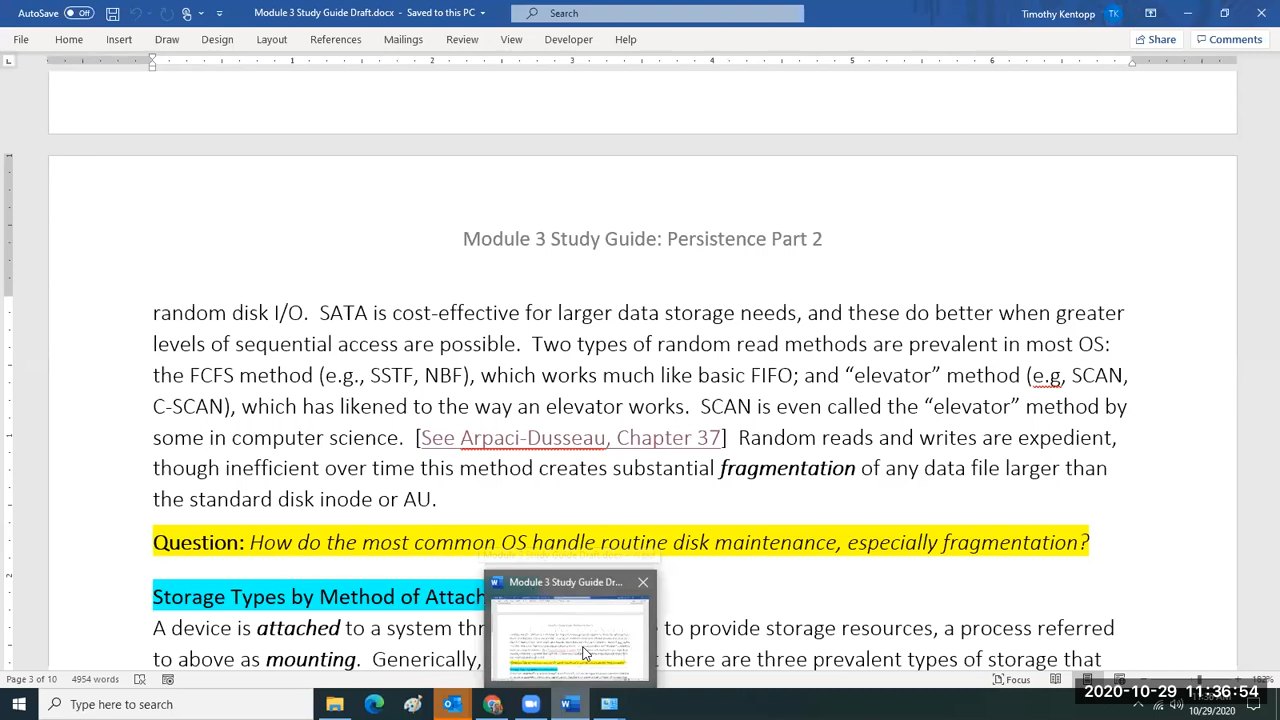 AutoSave Off Module 3 Study Guide Draft.docx - Saved to this PC Search Timothy Kentopp TK
File Home Insert Draw Design Layout References Mailings Review View Developer Help Share Comments
1 2 3 4 5 6
Module 3 Study Guide: Persistence Part 2
random disk I/O. SATA is cost-effective for larger data storage needs, and these do better when greater
levels of sequential access are possible. Two types of random read methods are prevalent in most OS:
the FCFS method (e.g., SSTF, NBF), which works much like basic FIFO; and “elevator” method (e.g, SCAN,
C-SCAN), which has likened to the way an elevator works. SCAN is even called the “elevator” method by
some in computer science. [See Arpaci-Dusseau, Chapter 37] Random reads and writes are expedient,
though inefficient over time this method creates substantial fragmentation of any data file larger than
the standard disk inode or AU.
Question: How do the most common OS handle routine disk maintenance, especially fragmentation?
Module 3 Study Guide Dr...
Storage Types by Method of Attach
A device is attached to a system thr to provide storage resources, a process referred
to above as mounting. Generically, there are three prevalent types of storage that
Page 3 of 10 4954 words Focus
2020-10-29 11:36:54
Type here to search 10/29/2020